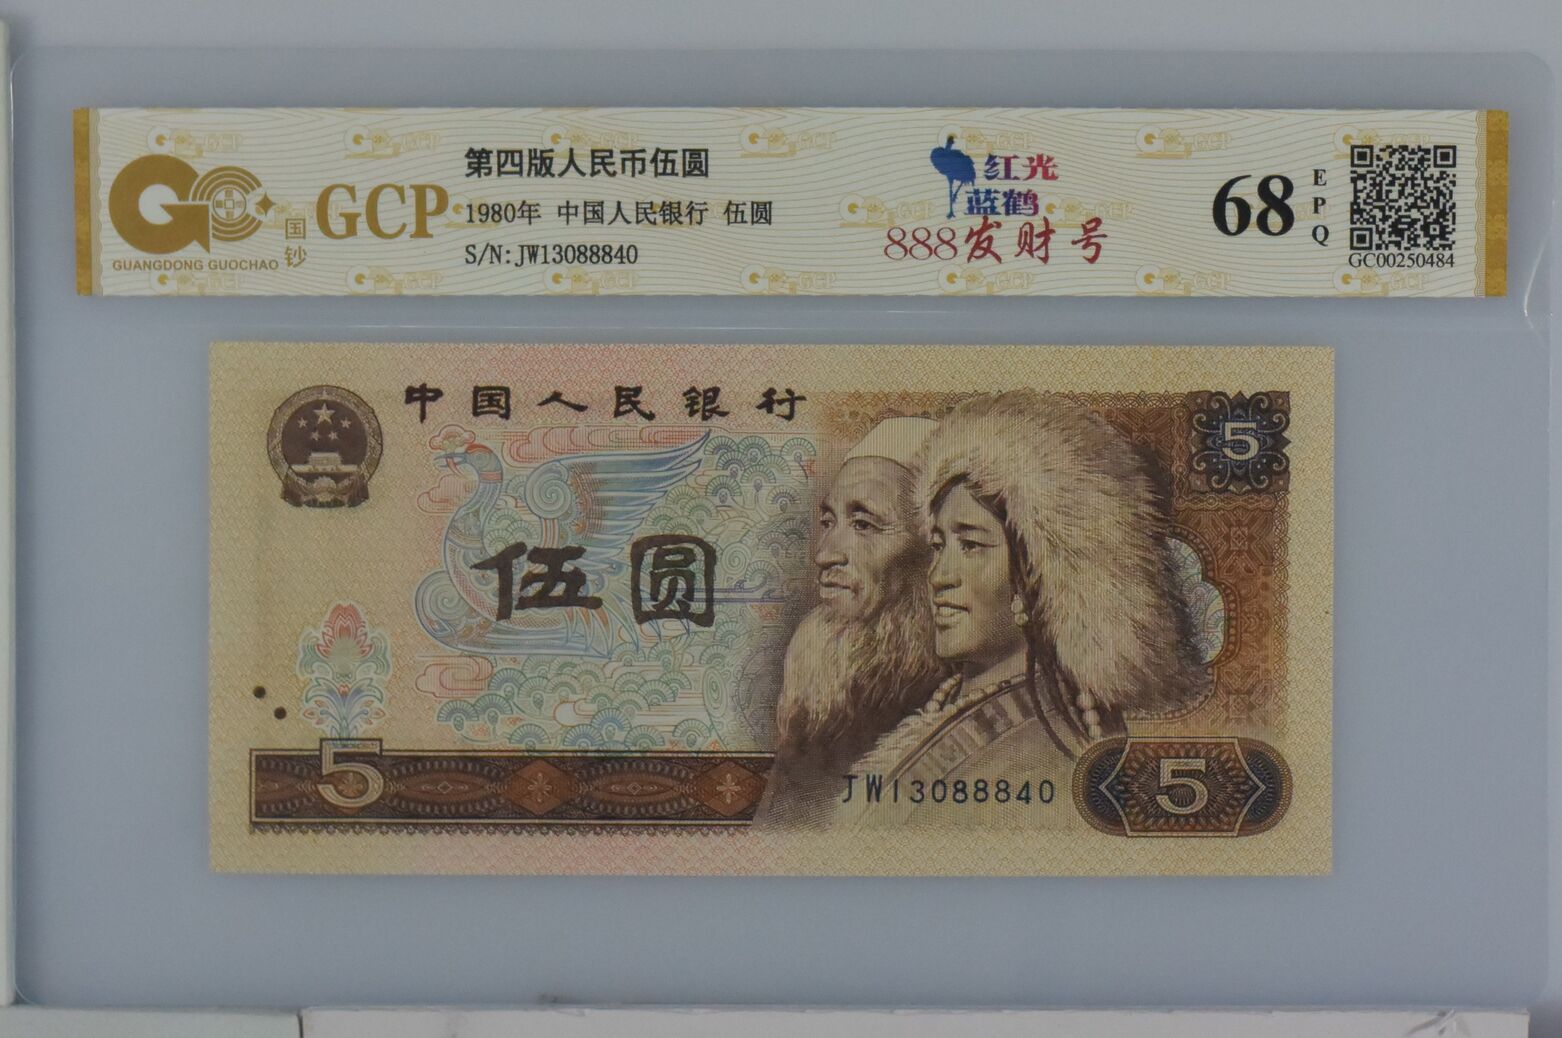 第四版人民币伍圆
1980年 中国人民银行 伍圆
S/N:JW13088840
GCP
国钞
GUANGDONG GUOCHAO
红光
蓝鹤
888发财号
68
EPQ
GC00250484
中国人民银行
5
伍圆
5
JW13088840
5